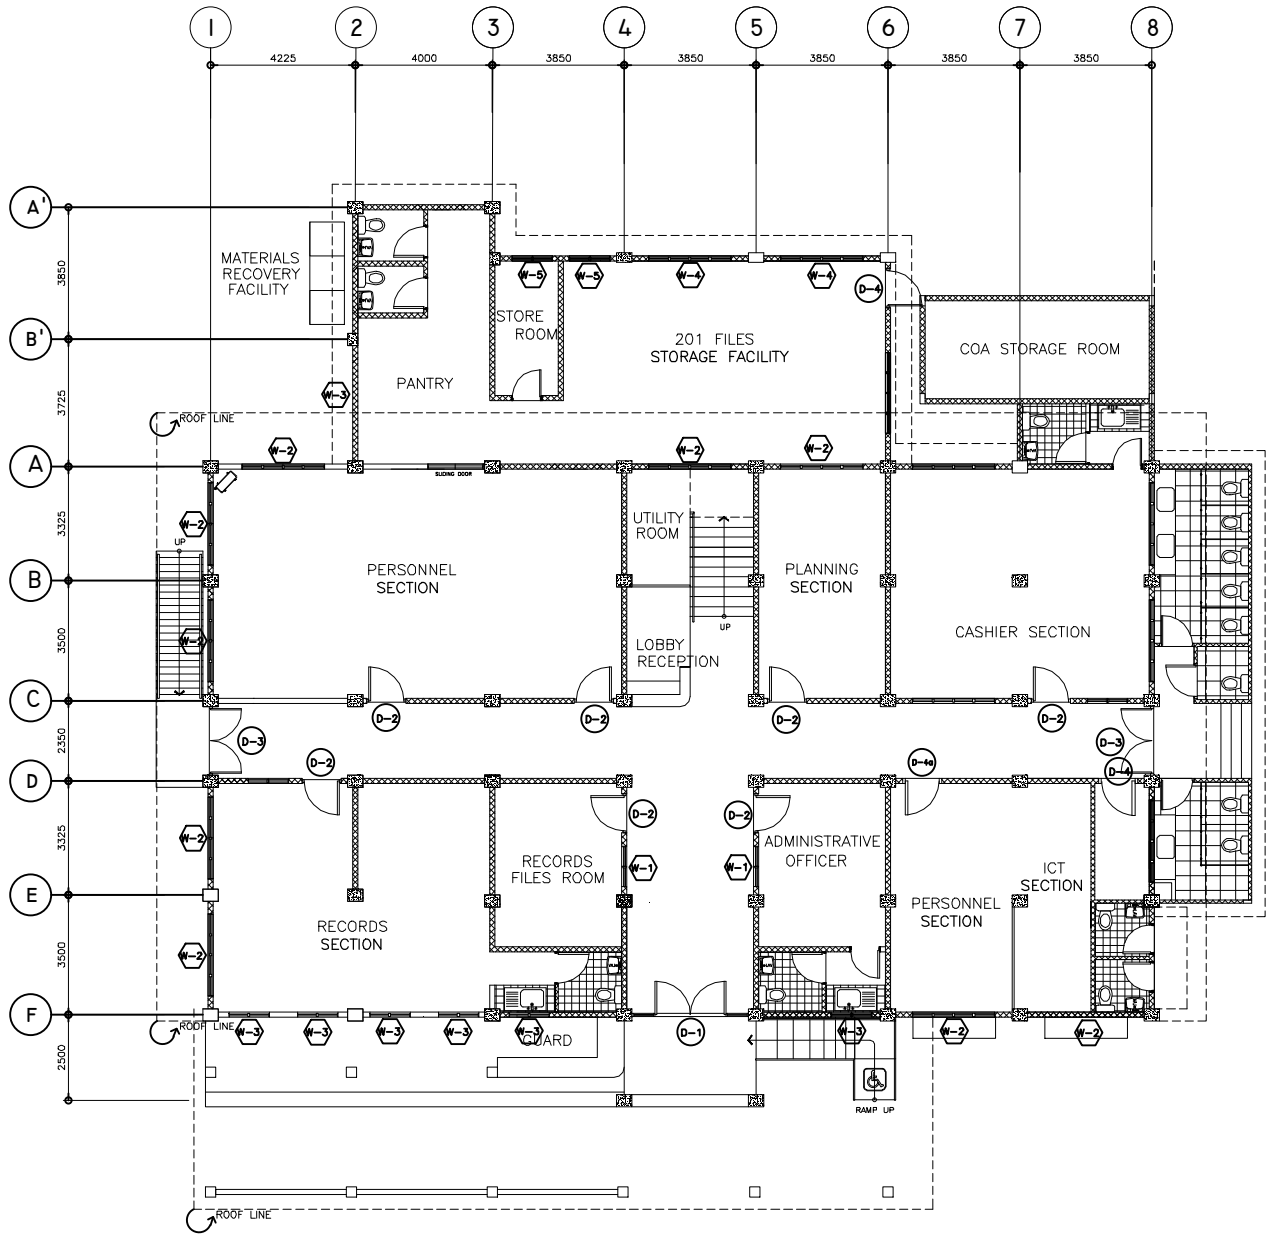 1 2 3 4 5 6 7 8
4225 4000 3850 3850 3850 3850 3850
A'
MATERIALS
RECOVERY
FACILITY
3850
W-5 W-5 W-4 W-4
D-4
B'
STORE
ROOM
201 FILES
STORAGE FACILITY
COA STORAGE ROOM
PANTRY
W-3
3725
ROOF LINE
A
W-2 W-2 W-2
SLIDING DOOR
3325
W-2
UP
UTILITY
ROOM
B
PERSONNEL
SECTION
PLANNING
SECTION
UP
3500
W-2
LOBBY
RECEPTION
CASHIER SECTION
C
D-2 D-2 D-2 D-2
2350
D-3 D-3
D-2 D-4a D-4
D
3325
W-2
D-2 D-2
ADMINISTRATIVE
OFFICER
RECORDS
FILES ROOM
W-1 W-1
ICT
SECTION
E
PERSONNEL
SECTION
RECORDS
SECTION
3500
W-2
F
ROOF LINE
W-3 W-3 W-3 W-3 W-3
GUARD
D-1
W-3 W-2 W-2
2500
RAMP UP
ROOF LINE